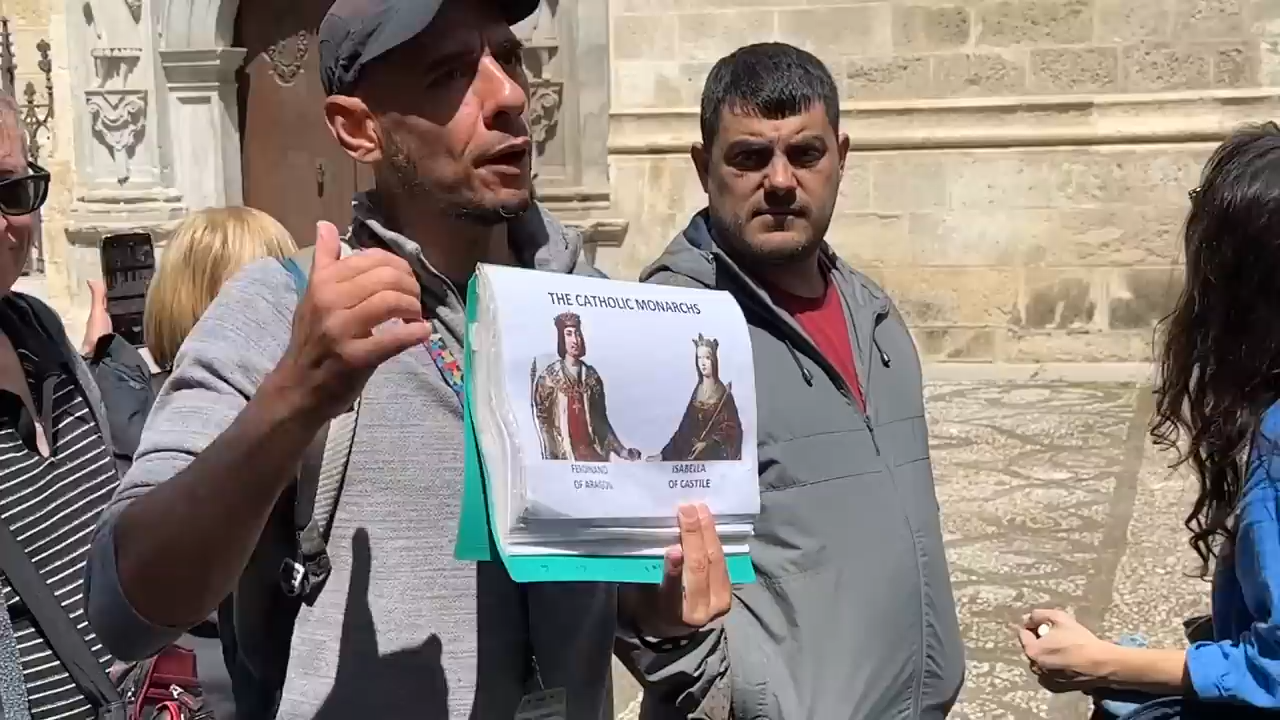 THE CATHOLIC MONARCHS
FERDINAND
OF ARAGON
ISABELLA
OF CASTILE